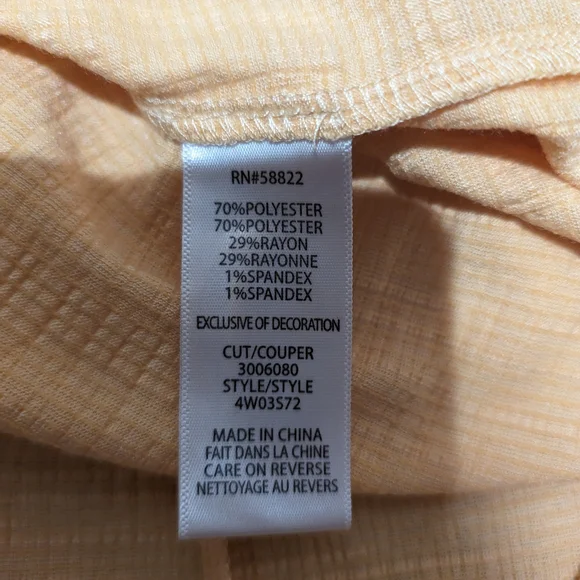 RN#58822
70%POLYESTER
70%POLYESTER
29%RAYON
29%RAYONNE
1%SPANDEX
1%SPANDEX
EXCLUSIVE OF DECORATION
CUT/COUPER
3006080
STYLE/STYLE
4W03S72
MADE IN CHINA
FAIT DANS LA CHINE
CARE ON REVERSE
NETTOYAGE AU REVERS